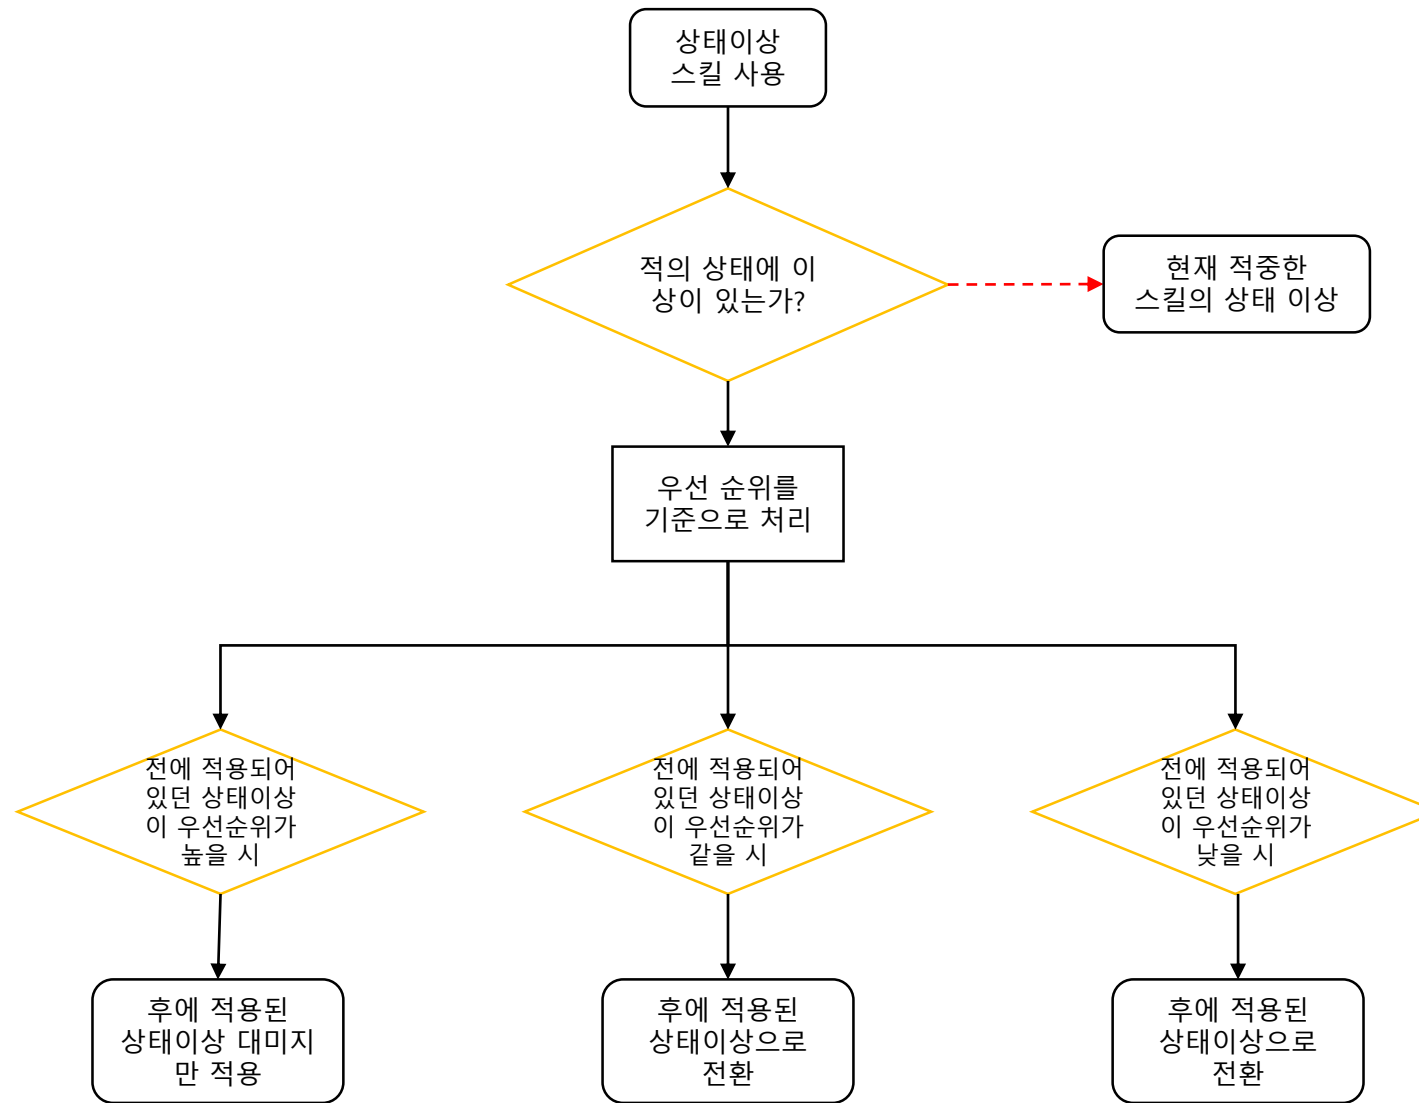 상태이상
스킬 사용
적의 상태에 이
상이 있는가?
현재 적중한
스킬의 상태 이상
우선 순위를
기준으로 처리
전에 적용되어
있던 상태이상
이 우선순위가
높을 시
전에 적용되어
있던 상태이상
이 우선순위가
같을 시
전에 적용되어
있던 상태이상
이 우선순위가
낮을 시
후에 적용된
상태이상 대미지
만 적용
후에 적용된
상태이상으로
전환
후에 적용된
상태이상으로
전환